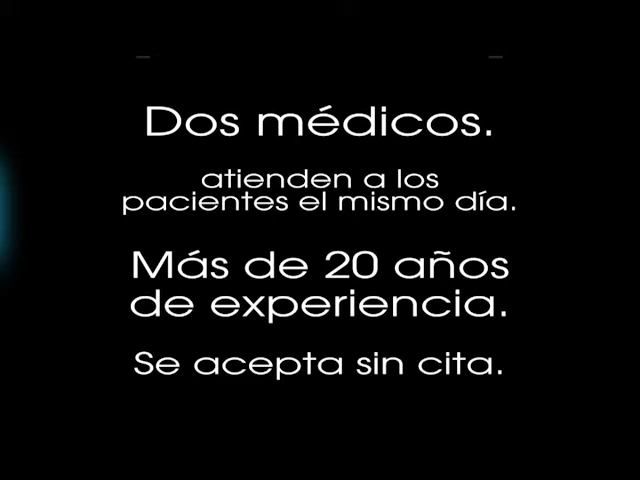 Dos médicos.
atienden a los
pacientes el mismo día.
Más de 20 años
de experiencia.
Se acepta sin cita.